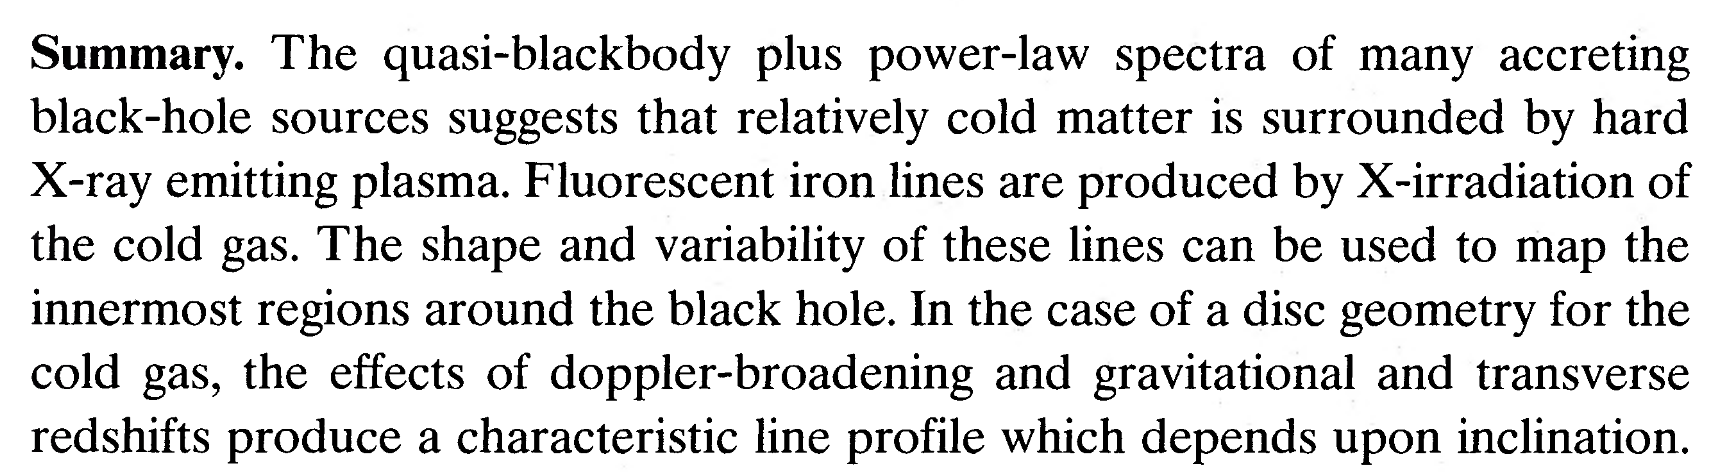 Summary. The quasi-blackbody plus power-law spectra of many accreting
black-hole sources suggests that relatively cold matter is surrounded by hard
X-ray emitting plasma. Fluorescent iron lines are produced by X-irradiation of
the cold gas. The shape and variability of these lines can be used to map the
innermost regions around the black hole. In the case of a disc geometry for the
cold gas, the effects of doppler-broadening and gravitational and transverse
redshifts produce a characteristic line profile which depends upon inclination.